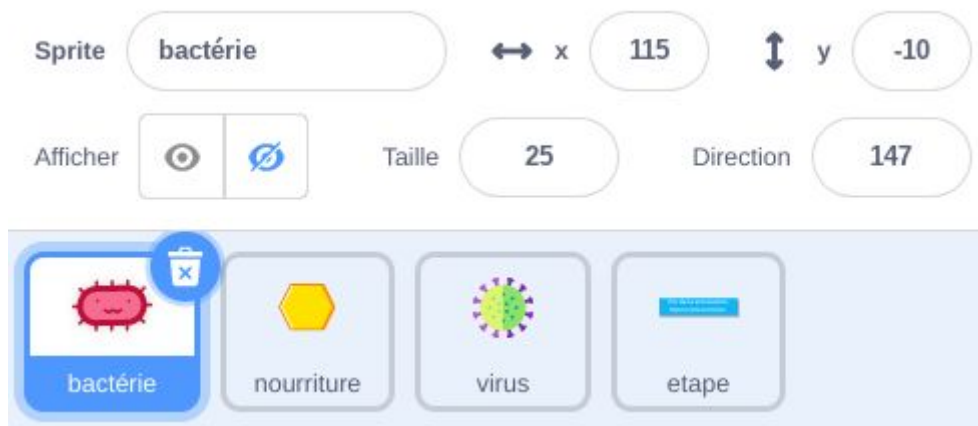 Sprite bactérie x 115 y -10
Afficher Taille 25 Direction 147
bactérie nourriture virus etape